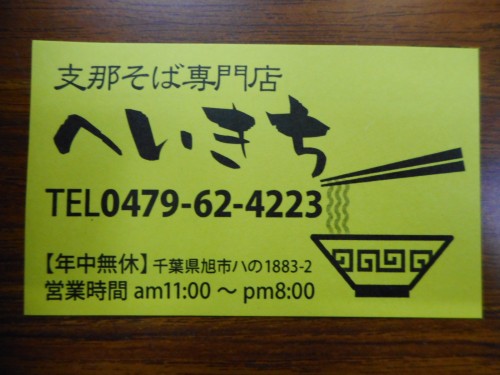 支那そば専門店
へいきち
TEL0479-62-4223
【年中無休】千葉県旭市ハの1883-2
営業時間 am11:00 〜 pm8:00